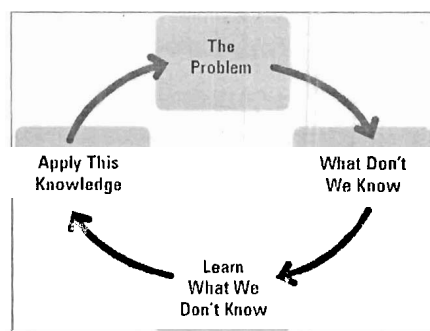 The
Problem
What Don't
We Know
Learn
What We
Don't Know
Apply This
Knowledge